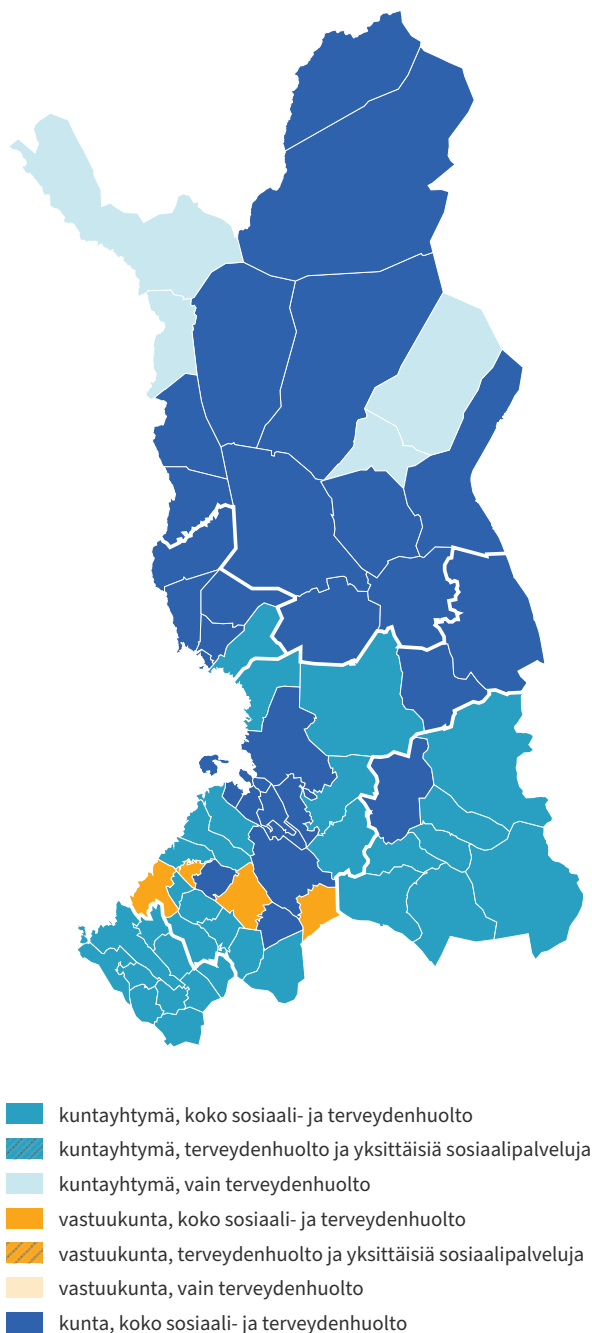 kuntayhtymä, koko sosiaali- ja terveydenhuolto
kuntayhtymä, terveydenhuolto ja yksittäisiä sosiaalipalveluja
kuntayhtymä, vain terveydenhuolto
vastuukunta, koko sosiaali- ja terveydenhuolto
vastuukunta, terveydenhuolto ja yksittäisiä sosiaalipalveluja
vastuukunta, vain terveydenhuolto
kunta, koko sosiaali- ja terveydenhuolto